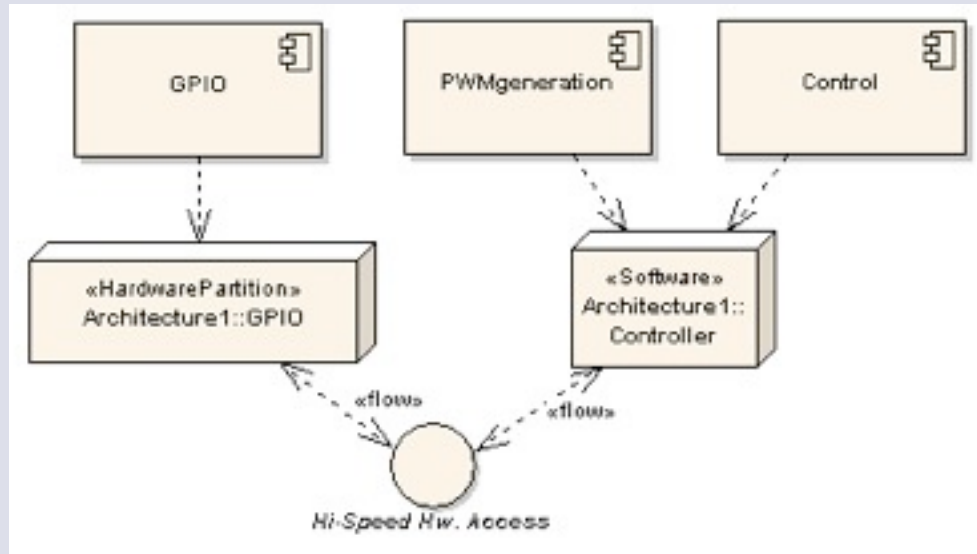 GPIO
PWMgeneration
Control
«HardwarePartition»
Architecture1::GPIO
«Software»
Architecture1::
Controller
«flow»
«flow»
Hi-Speed Hw. Access